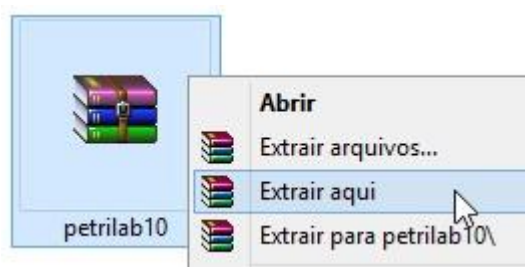 Abrir
Extrair arquivos...
Extrair aqui
Extrair para petrilab10\
petrilab10